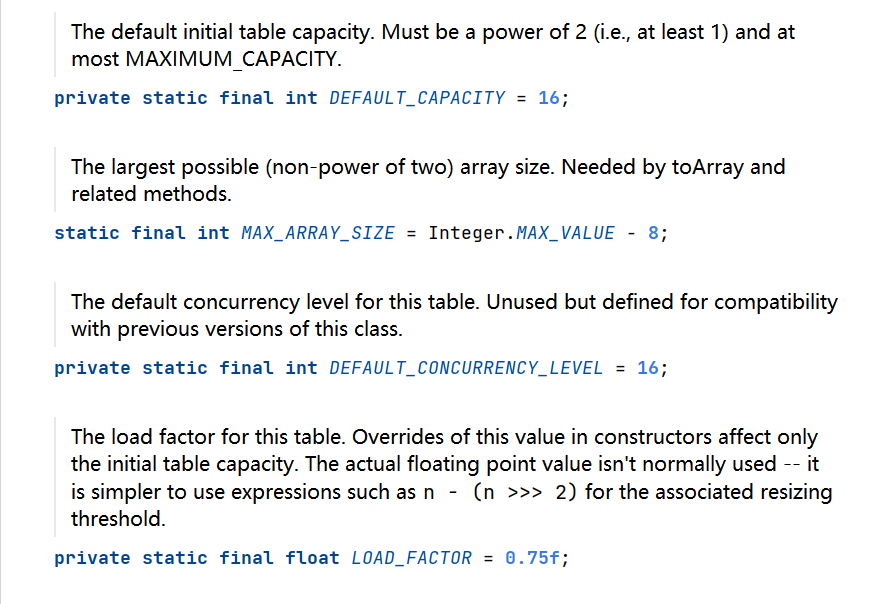 The default initial table capacity. Must be a power of 2 (i.e., at least 1) and at
most MAXIMUM_CAPACITY.
private static final int DEFAULT_CAPACITY = 16;
The largest possible (non-power of two) array size. Needed by toArray and
related methods.
static final int MAX_ARRAY_SIZE = Integer.MAX_VALUE - 8;
The default concurrency level for this table. Unused but defined for compatibility
with previous versions of this class.
private static final int DEFAULT_CONCURRENCY_LEVEL = 16;
The load factor for this table. Overrides of this value in constructors affect only
the initial table capacity. The actual floating point value isn't normally used -- it
is simpler to use expressions such as n - (n >>> 2) for the associated resizing
threshold.
private static final float LOAD_FACTOR = 0.75f;